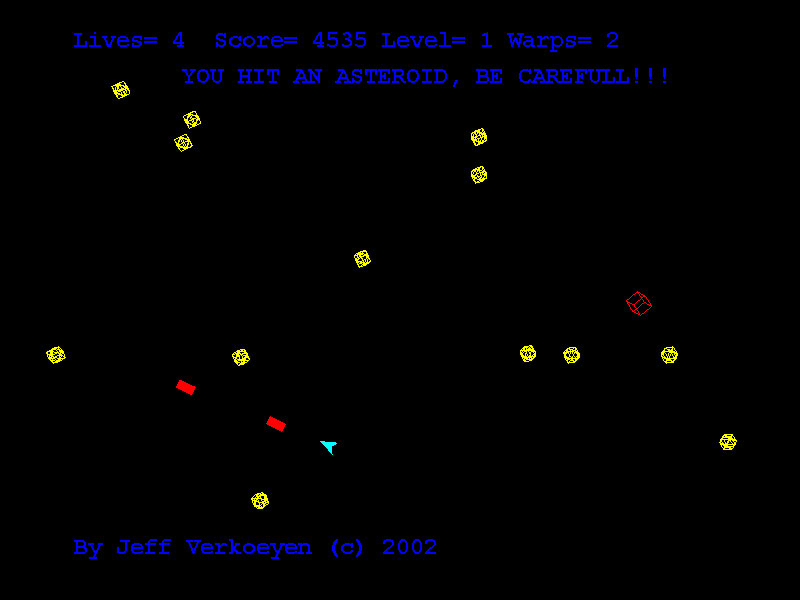 Lives= 4  Score= 4535 Level= 1 Warps= 2
YOU HIT AN ASTEROID, BE CAREFULL!!!
By Jeff Verkoeyen (c) 2002